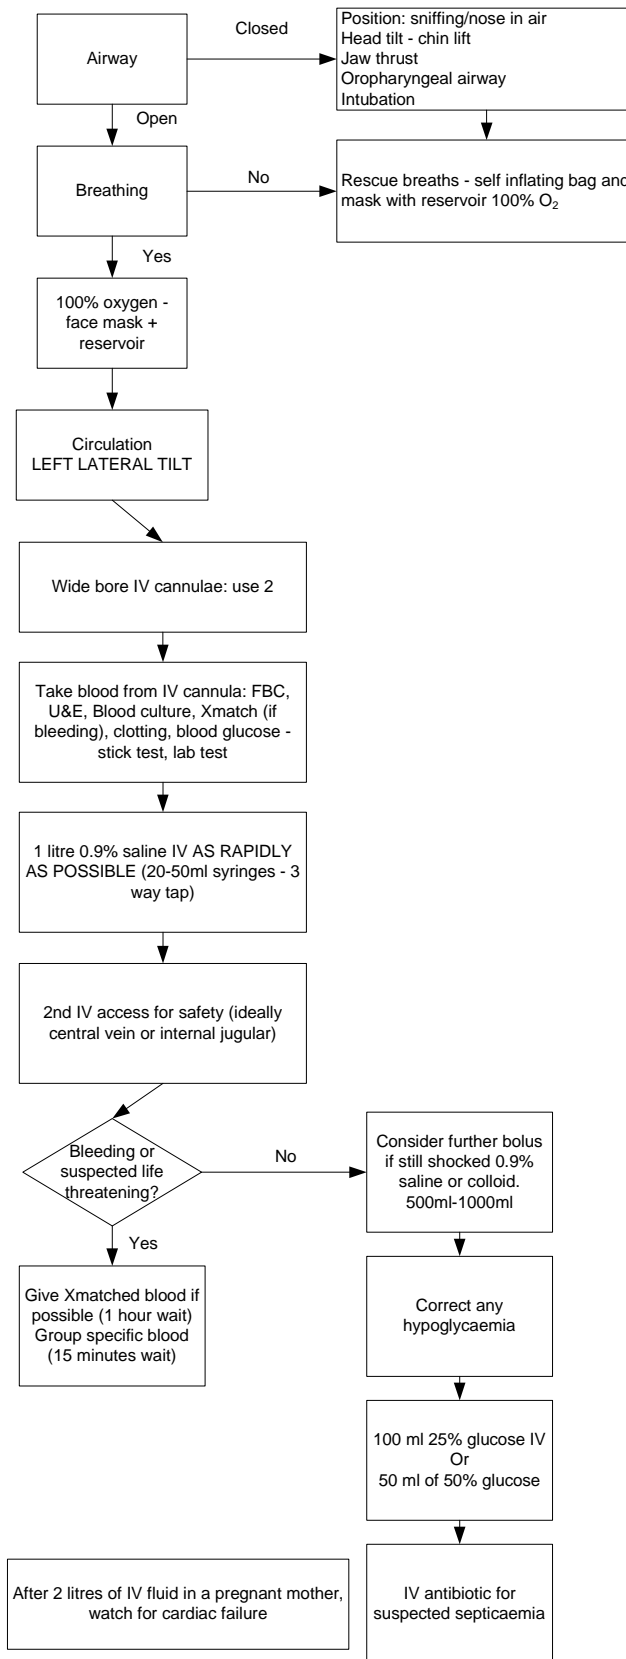 Airway
Closed
Position: sniffing/nose in air
Head tilt - chin lift
Jaw thrust
Oropharyngeal airway
Intubation
Open
Breathing
No
Rescue breaths - self inflating bag and
mask with reservoir 100% O₂
Yes
100% oxygen -
face mask +
reservoir
Circulation
LEFT LATERAL TILT
Wide bore IV cannulae: use 2
Take blood from IV cannula: FBC,
U&E, Blood culture, Xmatch (if
bleeding), clotting, blood glucose -
stick test, lab test
1 litre 0.9% saline IV AS RAPIDLY
AS POSSIBLE (20-50ml syringes - 3
way tap)
2nd IV access for safety (ideally
central vein or internal jugular)
Bleeding or
suspected life
threatening?
No
Consider further bolus
if still shocked 0.9%
saline or colloid.
500ml-1000ml
Yes
Give Xmatched blood if
possible (1 hour wait)
Group specific blood
(15 minutes wait)
Correct any
hypoglycaemia
100 ml 25% glucose IV
Or
50 ml of 50% glucose
After 2 litres of IV fluid in a pregnant mother,
watch for cardiac failure
IV antibiotic for
suspected septicaemia